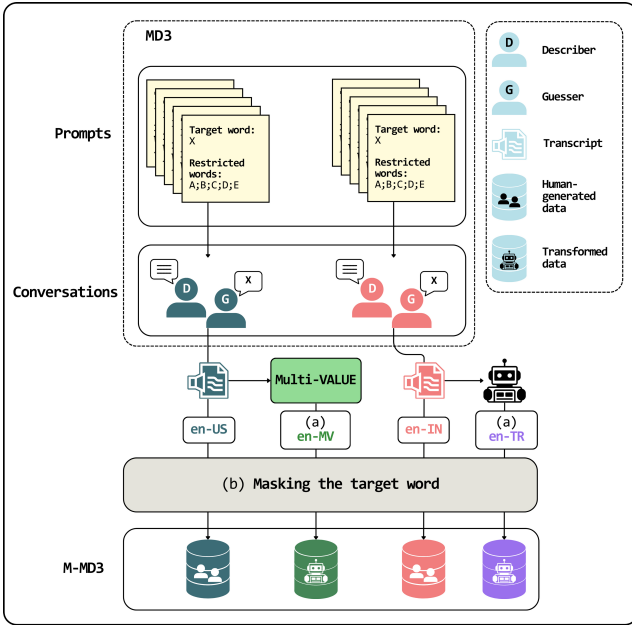 MD3
Prompts
Target word:
X
Restricted
words:
A;B;C;D;E
Target word:
X
Restricted
words:
A;B;C;D;E
D
Describer
G
Guesser
Transcript
Human-
generated
data
Transformed
data
Conversations
D
G
X
D
G
X
Multi-VALUE
en-US
(a)
en-MV
en-IN
(a)
en-TR
(b) Masking the target word
M-MD3